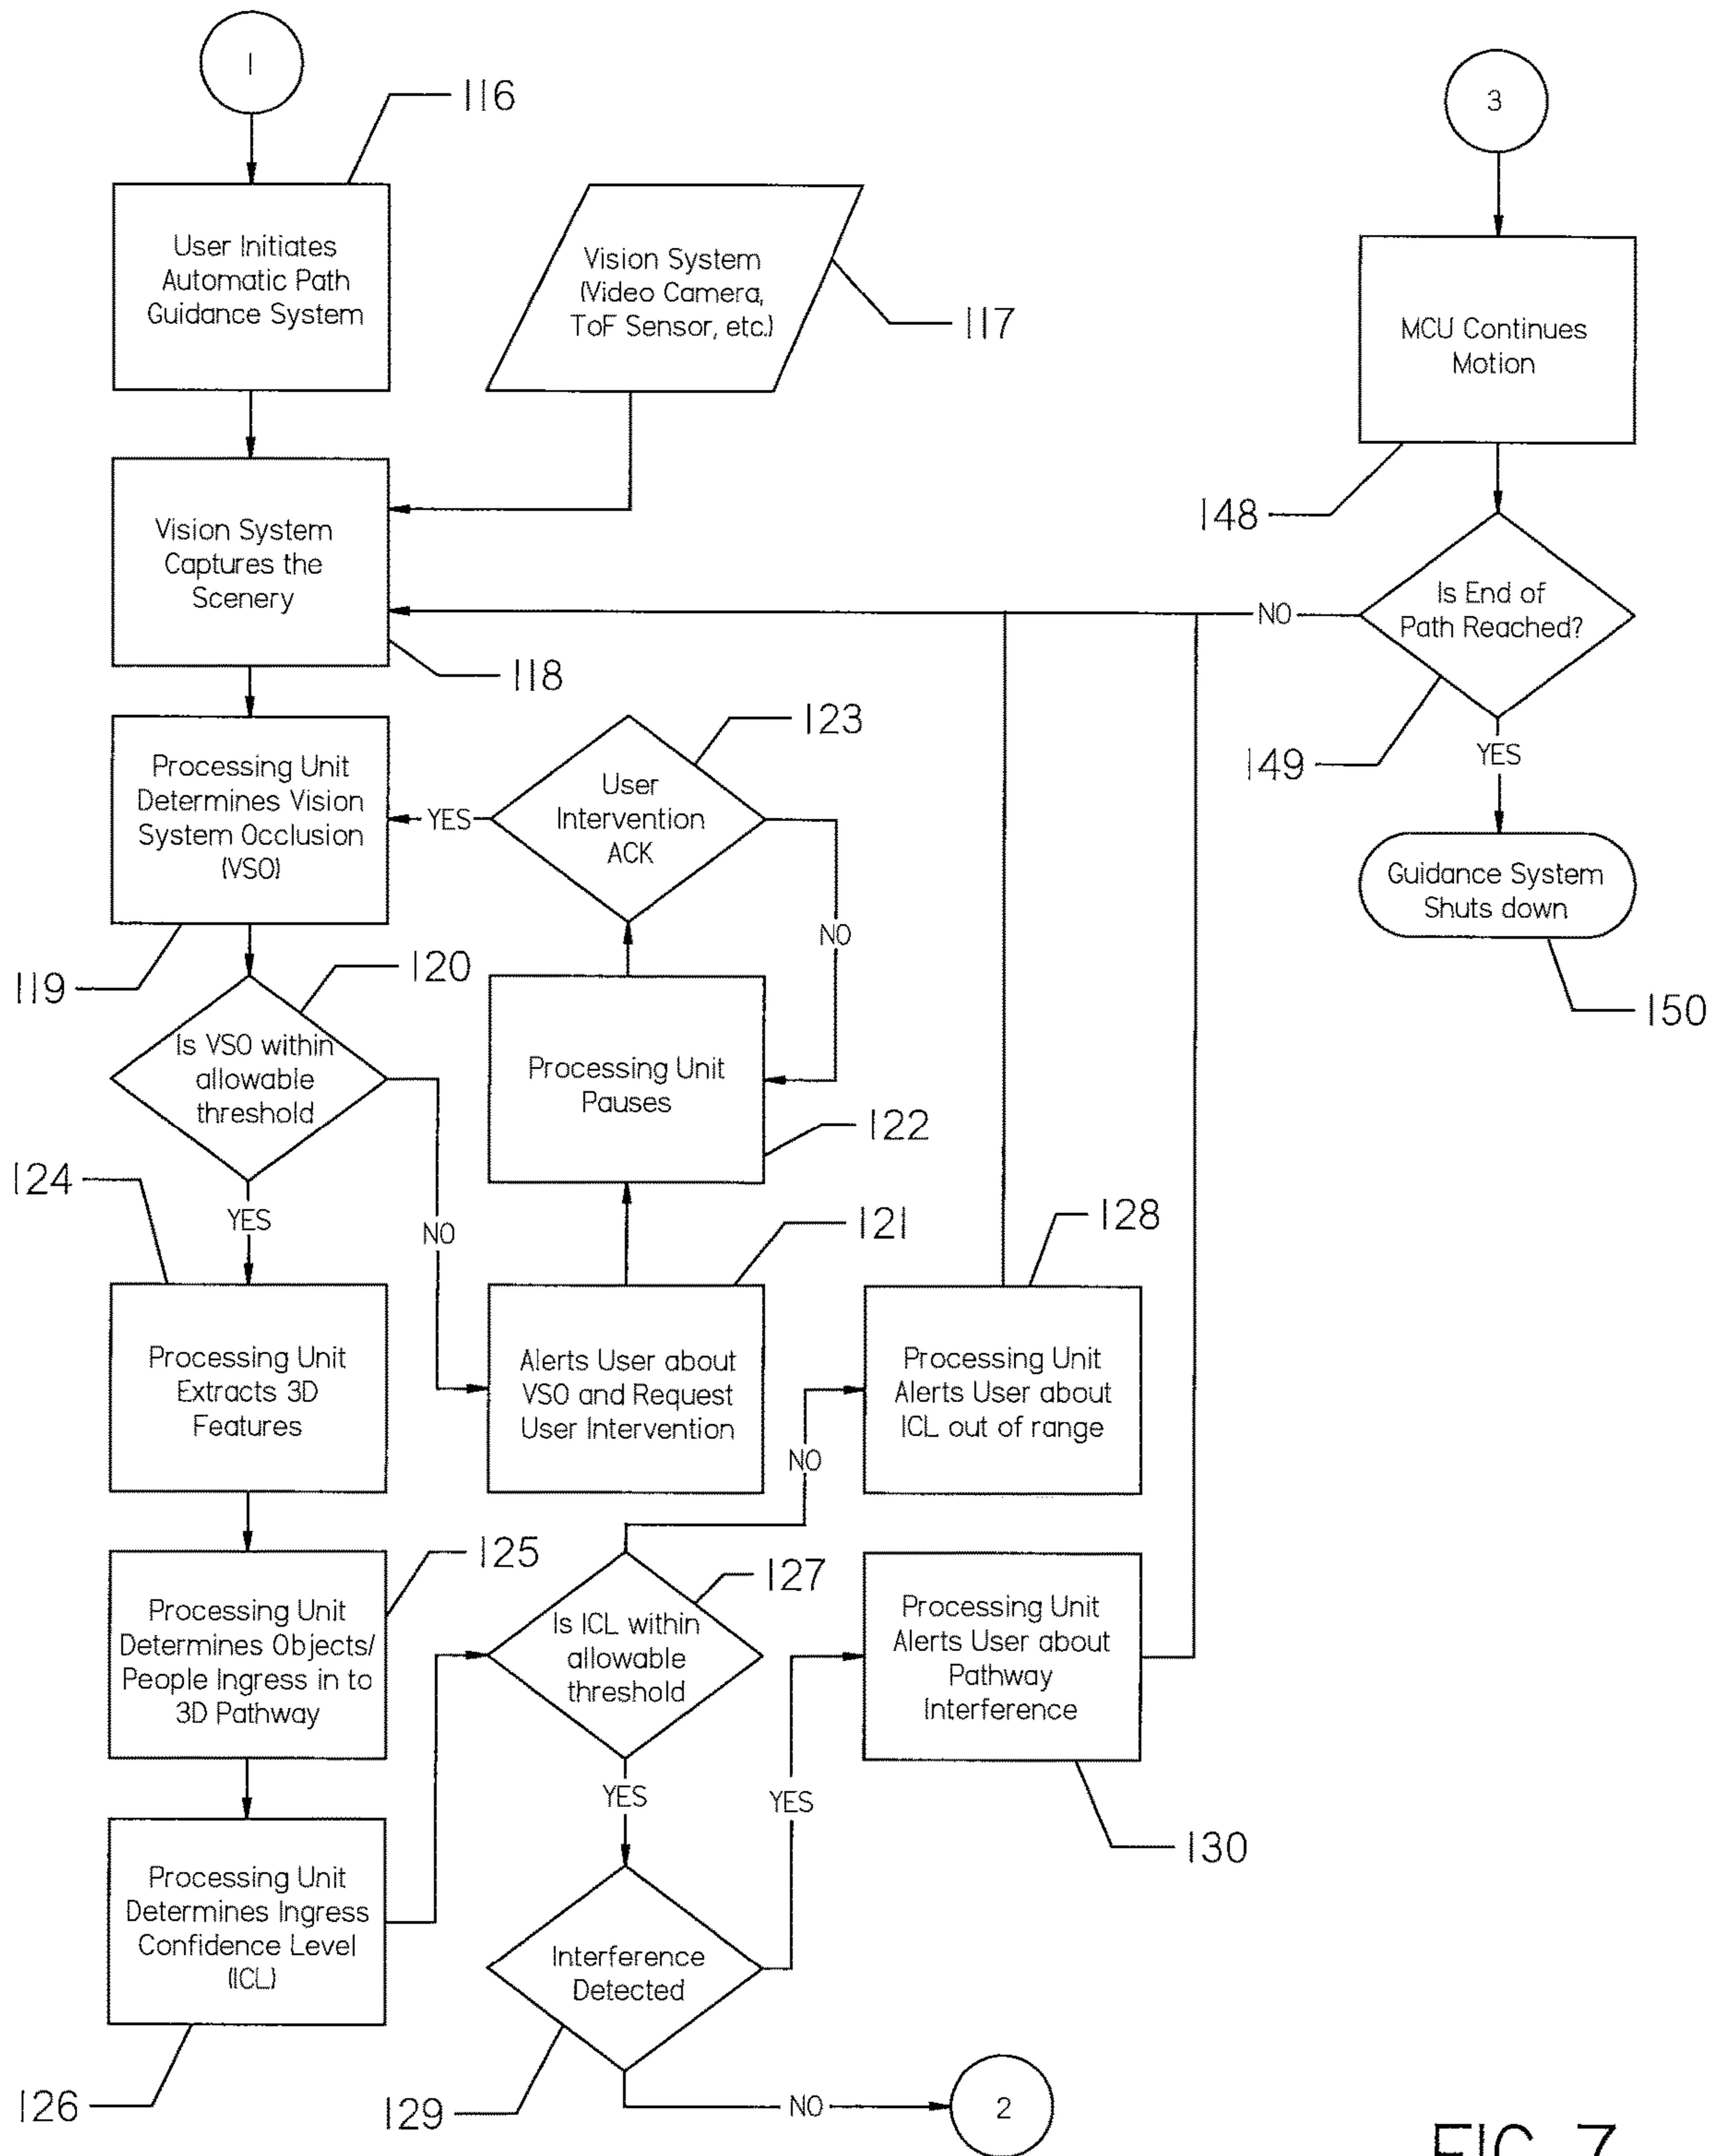 1
116
User Initiates
Automatic Path
Guidance System
Vision System
(Video Camera,
ToF Sensor, etc.)
117
Vision System
Captures the
Scenery
118
Processing Unit
Determines Vision
System Occlusion
(VSO)
119
123
User
Intervention
ACK
YES
NO
120
Is VSO within
allowable
threshold
YES
NO
Processing Unit
Pauses
122
124
Processing Unit
Extracts 3D
Features
121
Alerts User about
VSO and Request
User Intervention
128
Processing Unit
Alerts User about
ICL out of range
NO
125
Processing Unit
Determines Objects/
People Ingress in to
3D Pathway
127
Is ICL within
allowable
threshold
YES
Processing Unit
Alerts User about
Pathway
Interference
130
YES
Processing Unit
Determines Ingress
Confidence Level
(ICL)
126
Interference
Detected
129
NO
2
3
MCU Continues
Motion
148
Is End of
Path Reached?
NO
149
YES
Guidance System
Shuts down
150
FIG. 7